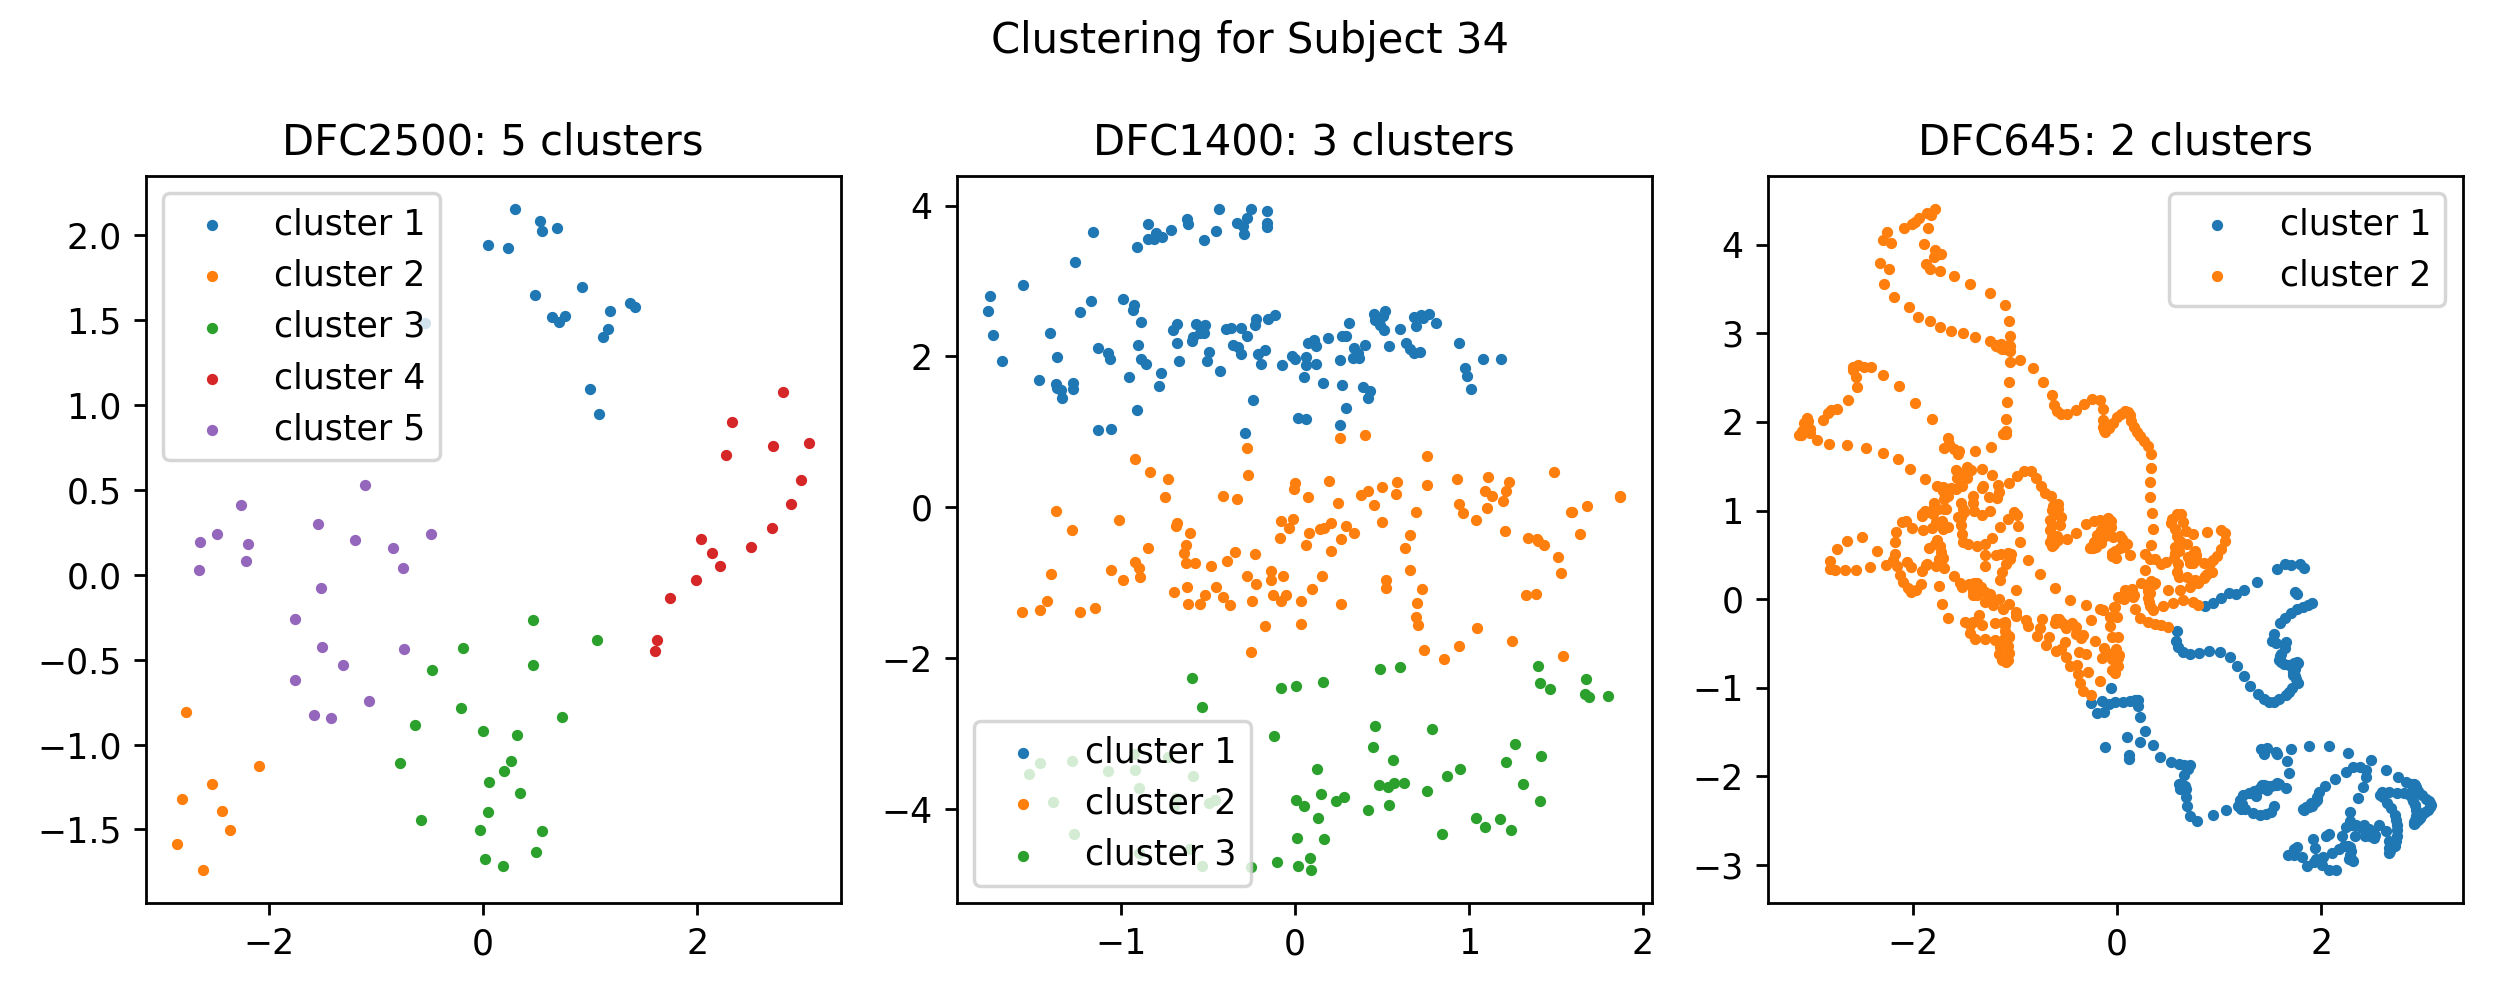 Clustering for Subject 34
DFC2500: 5 clusters
cluster 1
cluster 2
cluster 3
cluster 4
cluster 5
2.0
1.5
1.0
0.5
0.0
−0.5
−1.0
−1.5
−2
0
2
DFC1400: 3 clusters
4
2
0
−2
−4
cluster 1
cluster 2
cluster 3
−1
0
1
2
DFC645: 2 clusters
cluster 1
cluster 2
4
3
2
1
0
−1
−2
−3
−2
0
2